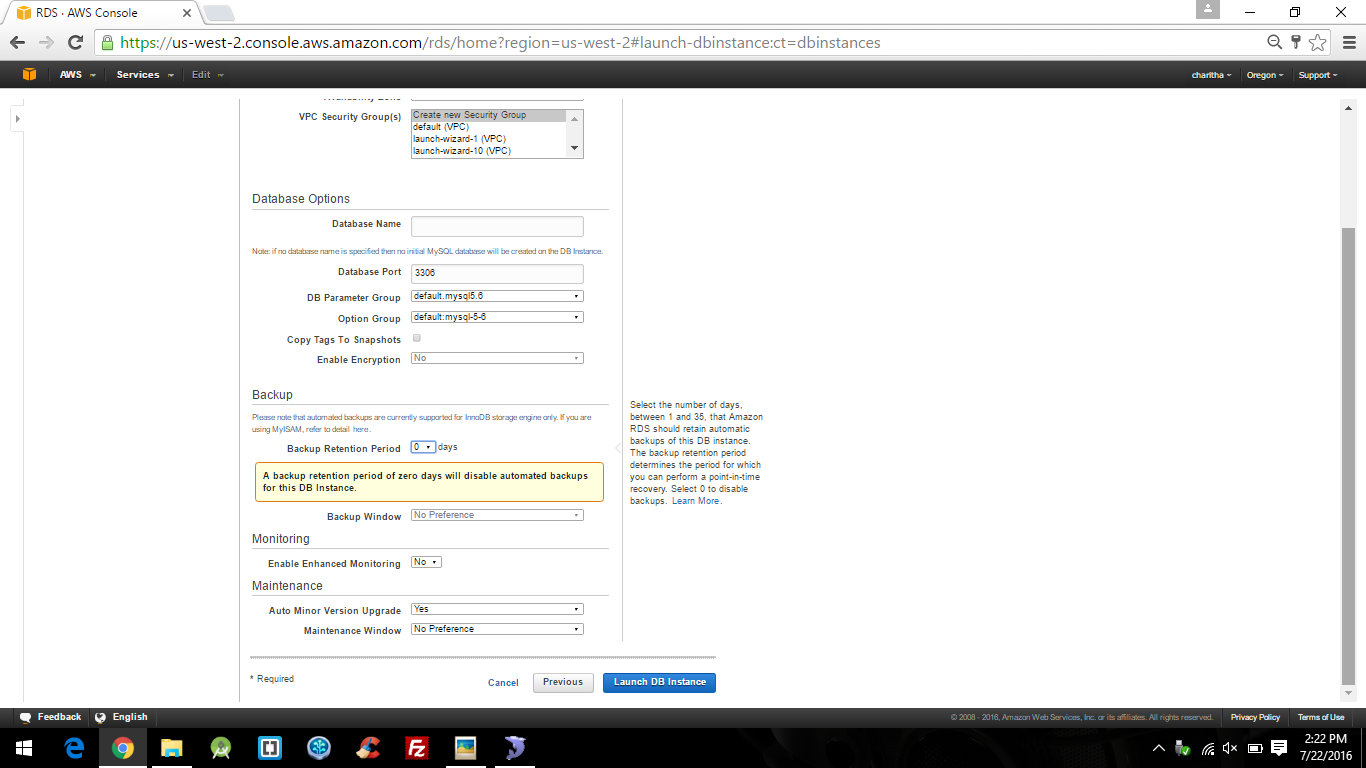 RDS · AWS Console
https://us-west-2.console.aws.amazon.com/rds/home?region=us-west-2#launch-dbinstance:ct=dbinstances
AWS Services Edit charitha Oregon Support
Availability Zone
VPC Security Group(s) Create new Security Group
default (VPC)
launch-wizard-1 (VPC)
launch-wizard-10 (VPC)
Database Options
Database Name
Note: if no database name is specified then no initial MySQL database will be created on the DB Instance.
Database Port 3306
DB Parameter Group default.mysql5.6
Option Group default:mysql-5-6
Copy Tags To Snapshots
Enable Encryption No
Backup
Please note that automated backups are currently supported for InnoDB storage engine only. If you are
using MyISAM, refer to detail here.
Backup Retention Period 0 days
A backup retention period of zero days will disable automated backups
for this DB Instance.
Backup Window No Preference
Select the number of days,
between 1 and 35, that Amazon
RDS should retain automatic
backups of this DB instance.
The backup retention period
determines the period for which
you can perform a point-in-time
recovery. Select 0 to disable
backups. Learn More.
Monitoring
Enable Enhanced Monitoring No
Maintenance
Auto Minor Version Upgrade Yes
Maintenance Window No Preference
* Required Cancel Previous Launch DB Instance
Feedback English © 2008 - 2016, Amazon Web Services, Inc. or its affiliates. All rights reserved. Privacy Policy Terms of Use
2:22 PM
7/22/2016